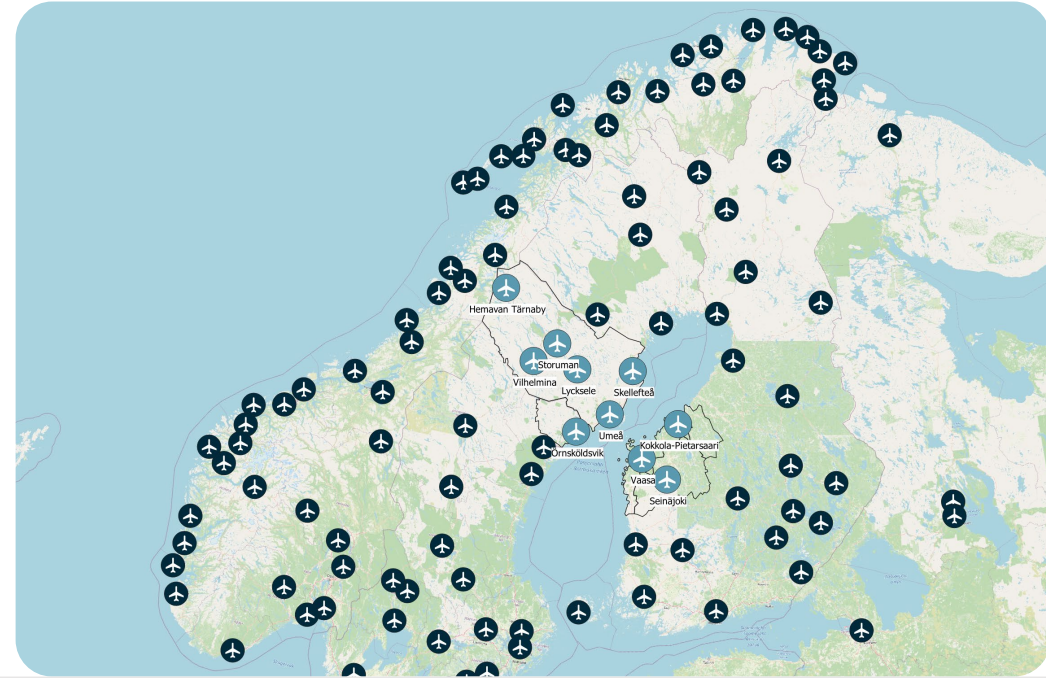 Hemavan Tärnaby
Storuman
Vilhelmina
Lycksele
Skellefteå
Umeå
Örnsköldsvik
Kokkola-Pietarsaari
Vaasa
Seinäjoki